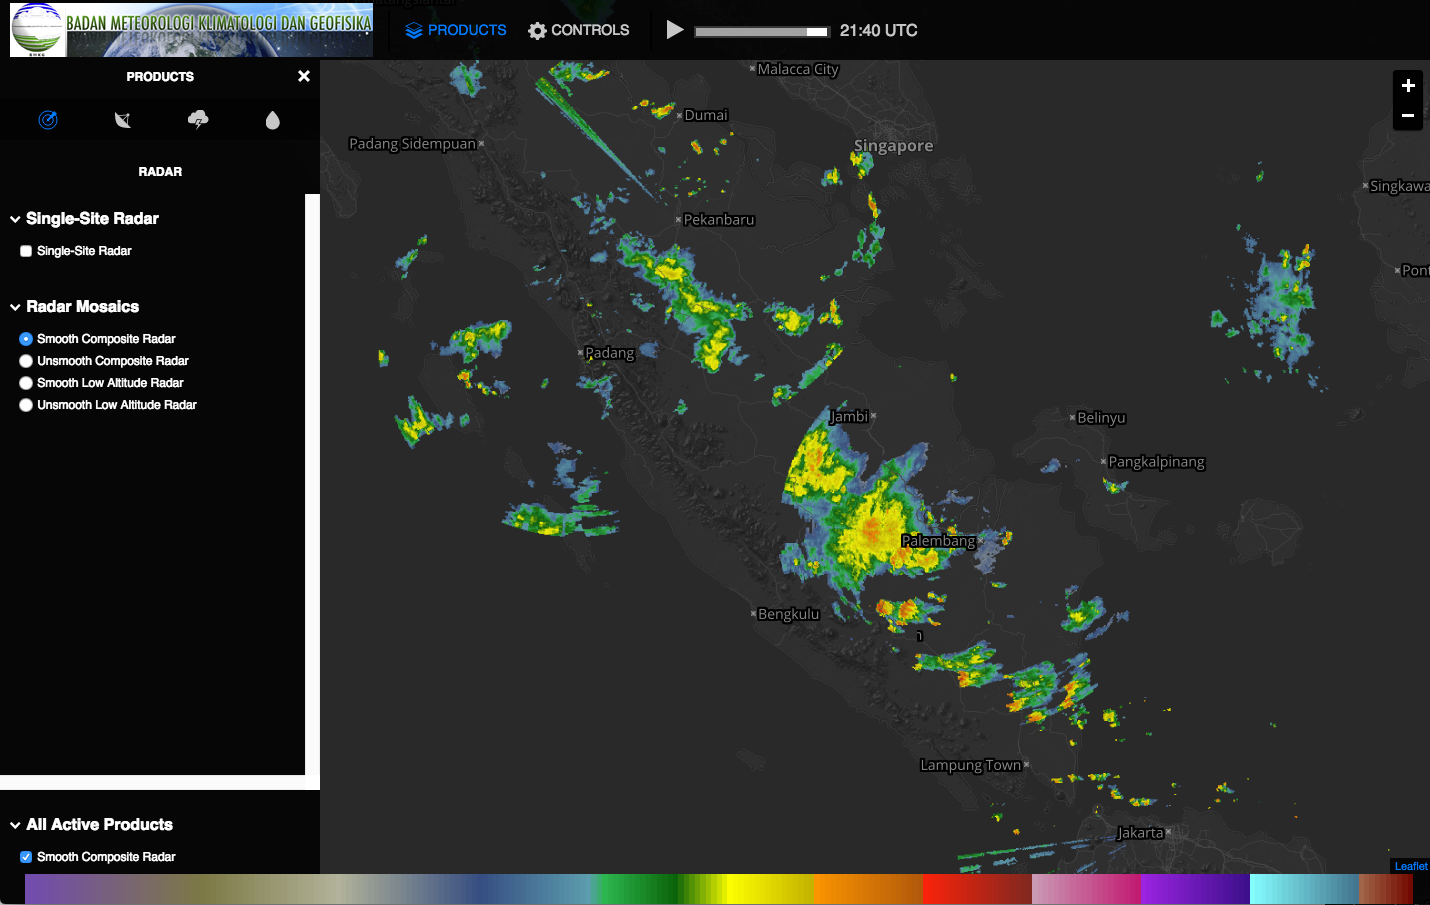 BADAN METEOROLOGI KLIMATOLOGI DAN GEOFISIKA
BMKG
PRODUCTS
CONTROLS
21:40 UTC
PRODUCTS
RADAR
Single-Site Radar
Single-Site Radar
Radar Mosaics
Smooth Composite Radar
Unsmooth Composite Radar
Smooth Low Altitude Radar
Unsmooth Low Altitude Radar
All Active Products
Smooth Composite Radar
Malacca City
Dumai
Padang Sidempuan
Singapore
Singkawa
Pekanbaru
Pont
Padang
Jambi
Belinyu
Pangkalpinang
Palembang
Bengkulu
Lampung Town
Jakarta
+
−
Leaflet